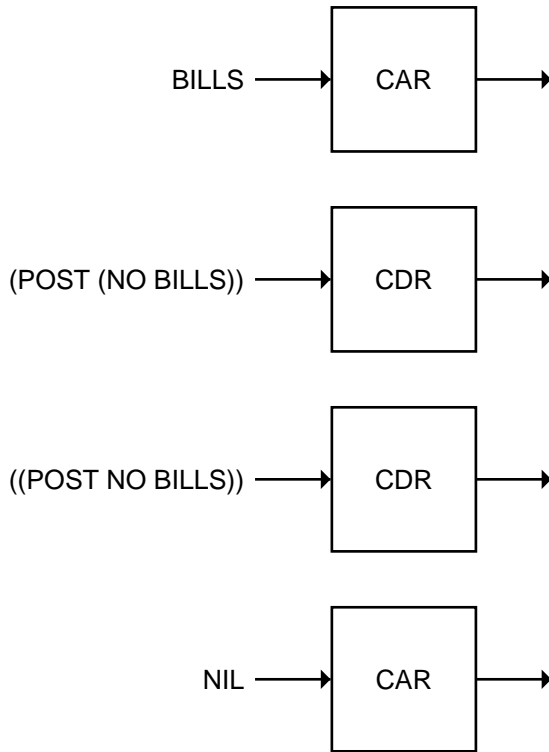 BILLS CAR
(POST (NO BILLS)) CDR
((POST NO BILLS)) CDR
NIL CAR